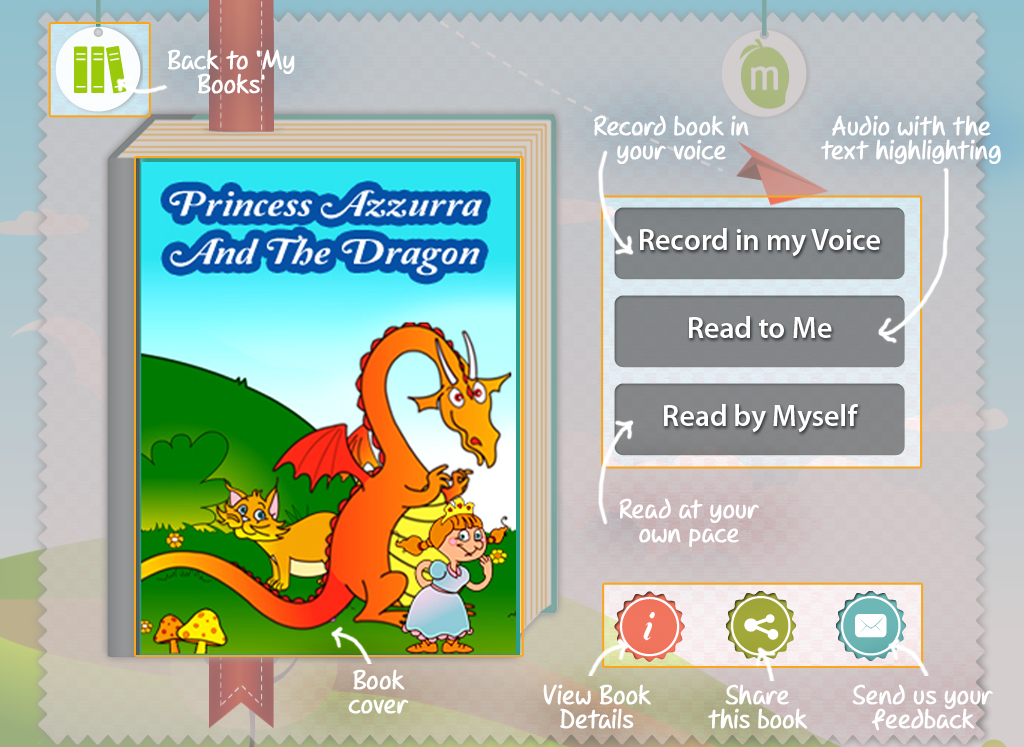 Back to 'My
Books'
m
Record book in
your voice
Audio with the
text highlighting
Princess Azzurra
And The Dragon
Record in my Voice
Read to Me
Read by Myself
Read at your
own pace
i
Book
cover
View Book
Details
Share
this book
Send us your
feedback